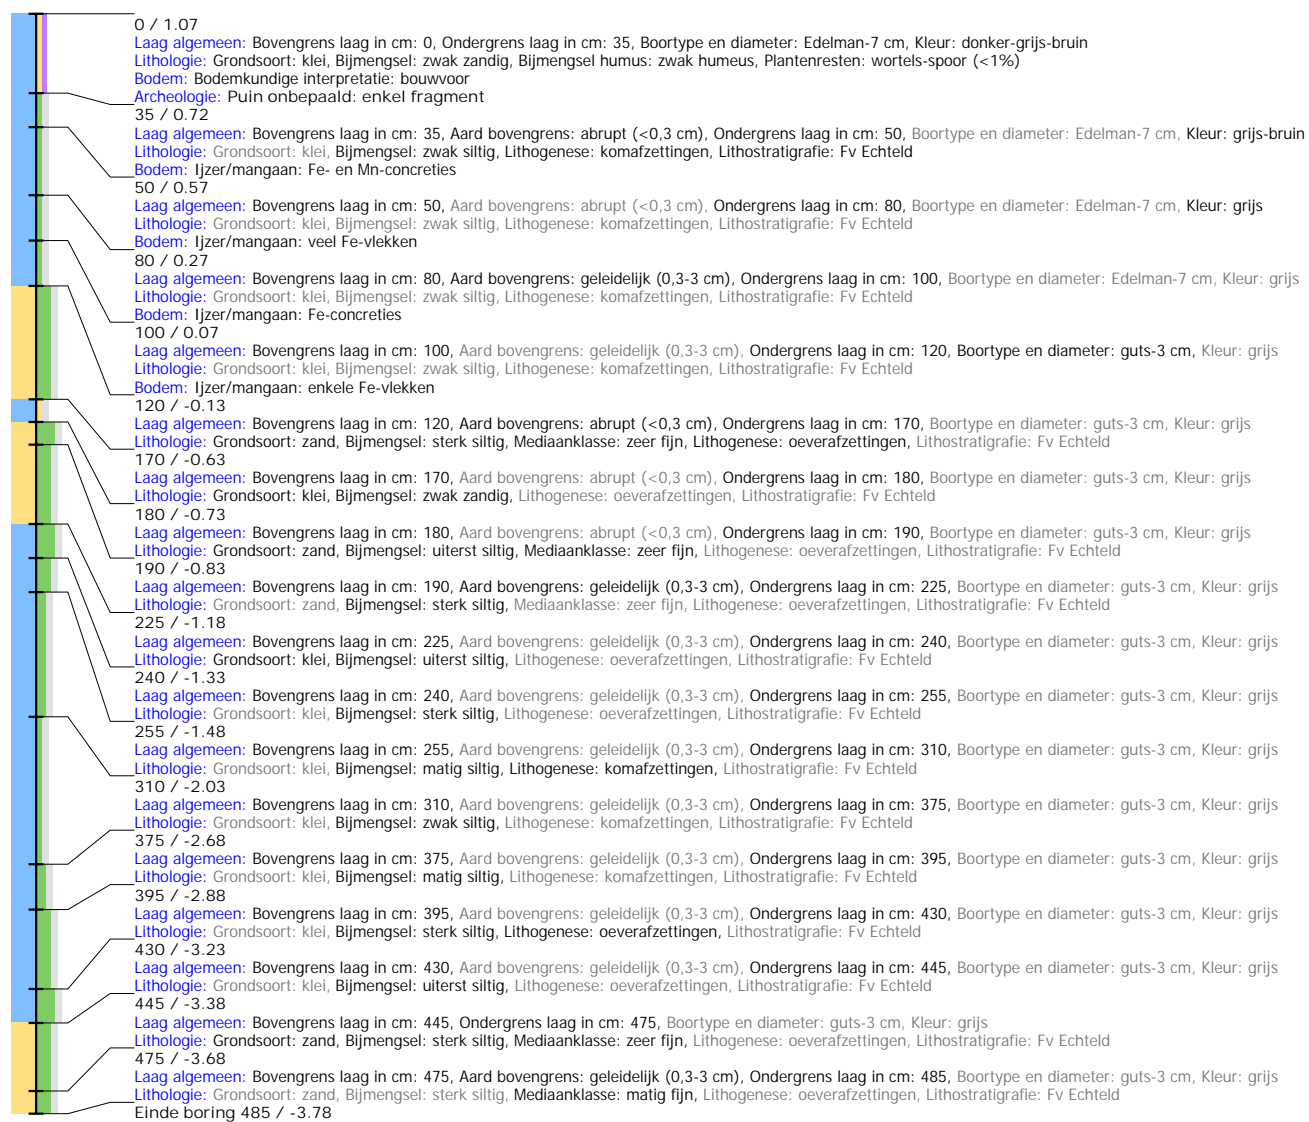 0 / 1.07
Laag algemeen: Bovengrens laag in cm: 0, Ondergrens laag in cm: 35, Boortype en diameter: Edelman-7 cm, Kleur: donker-grijs-bruin
Lithologie: Grondsoort: klei, Bijmengsel: zwak zandig, Bijmengsel humus: zwak humeus, Plantenresten: wortels-spoor (<1%)
Bodem: Bodemkundige interpretatie: bouwvoor
Archeologie: Puin onbepaald: enkel fragment
35 / 0.72
Laag algemeen: Bovengrens laag in cm: 35, Aard bovengrens: abrupt (<0,3 cm), Ondergrens laag in cm: 50, Boortype en diameter: Edelman-7 cm, Kleur: grijs-bruin
Lithologie: Grondsoort: klei, Bijmengsel: zwak siltig, Lithogenese: komafzettingen, Lithostratigrafie: Fv Echteld
Bodem: Ijzer/mangaan: Fe- en Mn-concreties
50 / 0.57
Laag algemeen: Bovengrens laag in cm: 50, Aard bovengrens: abrupt (<0,3 cm), Ondergrens laag in cm: 80, Boortype en diameter: Edelman-7 cm, Kleur: grijs
Lithologie: Grondsoort: klei, Bijmengsel: zwak siltig, Lithogenese: komafzettingen, Lithostratigrafie: Fv Echteld
Bodem: Ijzer/mangaan: veel Fe-vlekken
80 / 0.27
Laag algemeen: Bovengrens laag in cm: 80, Aard bovengrens: geleidelijk (0,3-3 cm), Ondergrens laag in cm: 100, Boortype en diameter: Edelman-7 cm, Kleur: grijs
Lithologie: Grondsoort: klei, Bijmengsel: zwak siltig, Lithogenese: komafzettingen, Lithostratigrafie: Fv Echteld
Bodem: Ijzer/mangaan: Fe-concreties
100 / 0.07
Laag algemeen: Bovengrens laag in cm: 100, Aard bovengrens: geleidelijk (0,3-3 cm), Ondergrens laag in cm: 120, Boortype en diameter: guts-3 cm, Kleur: grijs
Lithologie: Grondsoort: klei, Bijmengsel: zwak siltig, Lithogenese: komafzettingen, Lithostratigrafie: Fv Echteld
Bodem: Ijzer/mangaan: enkele Fe-vlekken
120 / -0.13
Laag algemeen: Bovengrens laag in cm: 120, Aard bovengrens: abrupt (<0,3 cm), Ondergrens laag in cm: 170, Boortype en diameter: guts-3 cm, Kleur: grijs
Lithologie: Grondsoort: zand, Bijmengsel: sterk siltig, Mediaanklasse: zeer fijn, Lithogenese: oeverafzettingen, Lithostratigrafie: Fv Echteld
170 / -0.63
Laag algemeen: Bovengrens laag in cm: 170, Aard bovengrens: abrupt (<0,3 cm), Ondergrens laag in cm: 180, Boortype en diameter: guts-3 cm, Kleur: grijs
Lithologie: Grondsoort: klei, Bijmengsel: zwak zandig, Lithogenese: oeverafzettingen, Lithostratigrafie: Fv Echteld
180 / -0.73
Laag algemeen: Bovengrens laag in cm: 180, Aard bovengrens: abrupt (<0,3 cm), Ondergrens laag in cm: 190, Boortype en diameter: guts-3 cm, Kleur: grijs
Lithologie: Grondsoort: zand, Bijmengsel: uiterst siltig, Mediaanklasse: zeer fijn, Lithogenese: oeverafzettingen, Lithostratigrafie: Fv Echteld
190 / -0.83
Laag algemeen: Bovengrens laag in cm: 190, Aard bovengrens: geleidelijk (0,3-3 cm), Ondergrens laag in cm: 225, Boortype en diameter: guts-3 cm, Kleur: grijs
Lithologie: Grondsoort: zand, Bijmengsel: sterk siltig, Mediaanklasse: zeer fijn, Lithogenese: oeverafzettingen, Lithostratigrafie: Fv Echteld
225 / -1.18
Laag algemeen: Bovengrens laag in cm: 225, Aard bovengrens: geleidelijk (0,3-3 cm), Ondergrens laag in cm: 240, Boortype en diameter: guts-3 cm, Kleur: grijs
Lithologie: Grondsoort: klei, Bijmengsel: uiterst siltig, Lithogenese: oeverafzettingen, Lithostratigrafie: Fv Echteld
240 / -1.33
Laag algemeen: Bovengrens laag in cm: 240, Aard bovengrens: geleidelijk (0,3-3 cm), Ondergrens laag in cm: 255, Boortype en diameter: guts-3 cm, Kleur: grijs
Lithologie: Grondsoort: klei, Bijmengsel: sterk siltig, Lithogenese: oeverafzettingen, Lithostratigrafie: Fv Echteld
255 / -1.48
Laag algemeen: Bovengrens laag in cm: 255, Aard bovengrens: geleidelijk (0,3-3 cm), Ondergrens laag in cm: 310, Boortype en diameter: guts-3 cm, Kleur: grijs
Lithologie: Grondsoort: klei, Bijmengsel: matig siltig, Lithogenese: komafzettingen, Lithostratigrafie: Fv Echteld
310 / -2.03
Laag algemeen: Bovengrens laag in cm: 310, Aard bovengrens: geleidelijk (0,3-3 cm), Ondergrens laag in cm: 375, Boortype en diameter: guts-3 cm, Kleur: grijs
Lithologie: Grondsoort: klei, Bijmengsel: zwak siltig, Lithogenese: komafzettingen, Lithostratigrafie: Fv Echteld
375 / -2.68
Laag algemeen: Bovengrens laag in cm: 375, Aard bovengrens: geleidelijk (0,3-3 cm), Ondergrens laag in cm: 395, Boortype en diameter: guts-3 cm, Kleur: grijs
Lithologie: Grondsoort: klei, Bijmengsel: matig siltig, Lithogenese: komafzettingen, Lithostratigrafie: Fv Echteld
395 / -2.88
Laag algemeen: Bovengrens laag in cm: 395, Aard bovengrens: geleidelijk (0,3-3 cm), Ondergrens laag in cm: 430, Boortype en diameter: guts-3 cm, Kleur: grijs
Lithologie: Grondsoort: klei, Bijmengsel: sterk siltig, Lithogenese: oeverafzettingen, Lithostratigrafie: Fv Echteld
430 / -3.23
Laag algemeen: Bovengrens laag in cm: 430, Aard bovengrens: geleidelijk (0,3-3 cm), Ondergrens laag in cm: 445, Boortype en diameter: guts-3 cm, Kleur: grijs
Lithologie: Grondsoort: klei, Bijmengsel: uiterst siltig, Lithogenese: oeverafzettingen, Lithostratigrafie: Fv Echteld
445 / -3.38
Laag algemeen: Bovengrens laag in cm: 445, Ondergrens laag in cm: 475, Boortype en diameter: guts-3 cm, Kleur: grijs
Lithologie: Grondsoort: zand, Bijmengsel: sterk siltig, Mediaanklasse: zeer fijn, Lithogenese: oeverafzettingen, Lithostratigrafie: Fv Echteld
475 / -3.68
Laag algemeen: Bovengrens laag in cm: 475, Aard bovengrens: geleidelijk (0,3-3 cm), Ondergrens laag in cm: 485, Boortype en diameter: guts-3 cm, Kleur: grijs
Lithologie: Grondsoort: zand, Bijmengsel: sterk siltig, Mediaanklasse: matig fijn, Lithogenese: oeverafzettingen, Lithostratigrafie: Fv Echteld
Einde boring 485 / -3.78